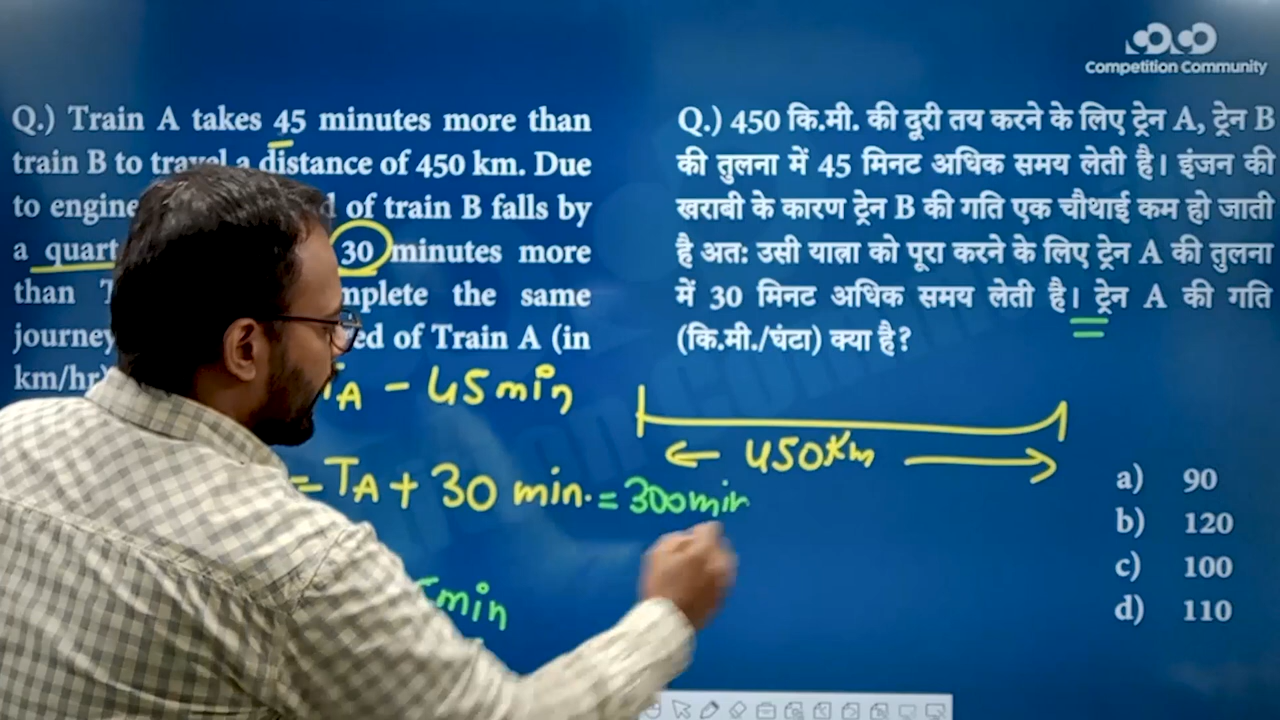 Competition Community
Q.) Train A takes 45 minutes more than
train B to travel a distance of 450 km. Due
to engine of train B falls by
a quart 30 minutes more
than mplete the same
journey ed of Train A (in
km/hr)
Q.) 450 कि.मी. की दूरी तय करने के लिए ट्रेन A, ट्रेन B
की तुलना में 45 मिनट अधिक समय लेती है। इंजन की
खराबी के कारण ट्रेन B की गति एक चौथाई कम हो जाती
है अत: उसी यात्रा को पूरा करने के लिए ट्रेन A की तुलना
में 30 मिनट अधिक समय लेती है। ट्रेन A की गति
(कि.मी./घंटा) क्या है?
TA - 45 min
= TA + 30 min. = 300 min
min
450 Km
a) 90
b) 120
c) 100
d) 110